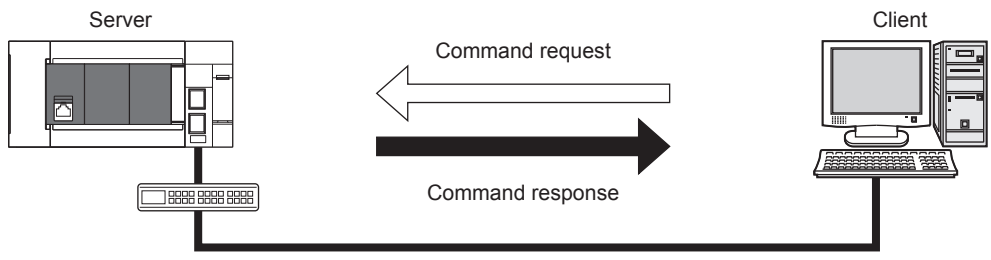 Server
Client
Command request
Command response